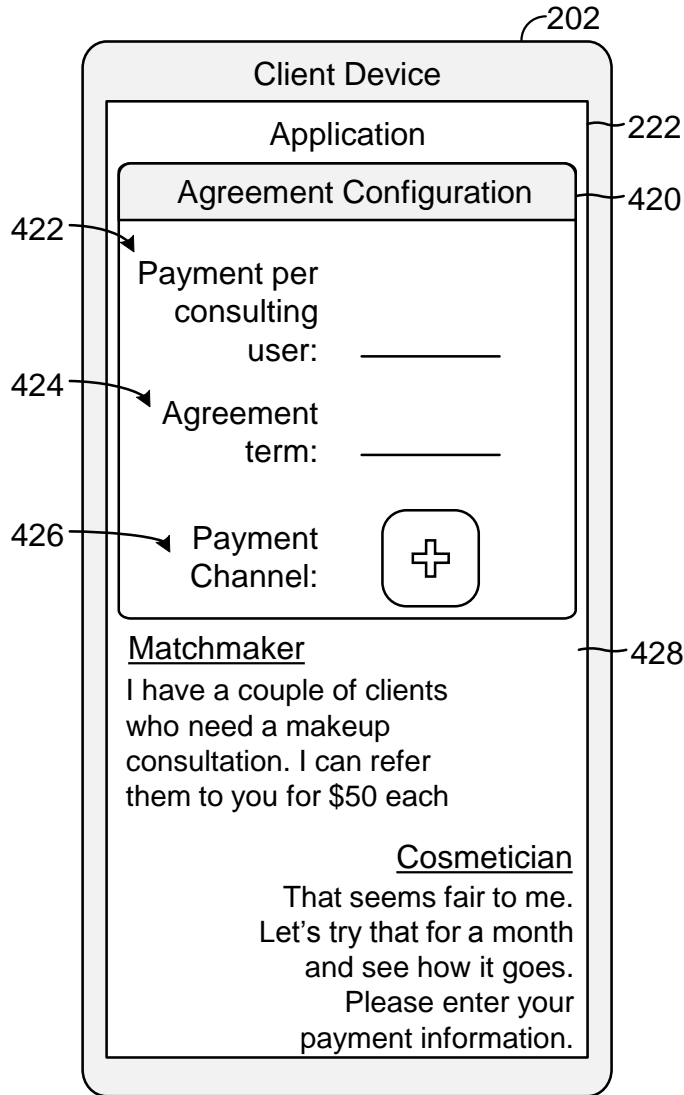 202
Client Device
Application
222
Agreement Configuration
420
422
Payment per
consulting
user:
424
Agreement
term:
426
Payment
Channel:
Matchmaker
428
I have a couple of clients
who need a makeup
consultation. I can refer
them to you for $50 each
Cosmetician
That seems fair to me.
Let's try that for a month
and see how it goes.
Please enter your
payment information.